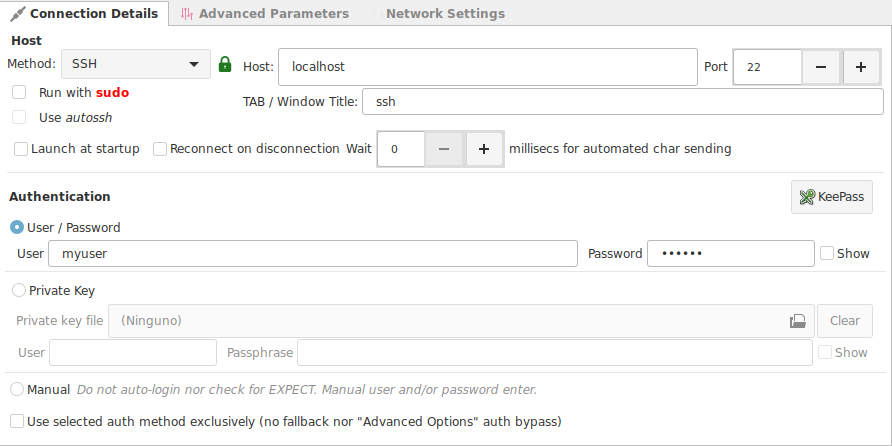 Connection Details Advanced Parameters Network Settings
Host
Method: SSH Host: localhost Port 22 − +
Run with sudo
TAB / Window Title: ssh
Use autossh
Launch at startup Reconnect on disconnection Wait 0 − + millisecs for automated char sending
Authentication KeePass
User / Password
User myuser Password •••••• Show
Private Key
Private key file (Ninguno) Clear
User Passphrase Show
Manual Do not auto-login nor check for EXPECT. Manual user and/or password enter.
Use selected auth method exclusively (no fallback nor "Advanced Options" auth bypass)